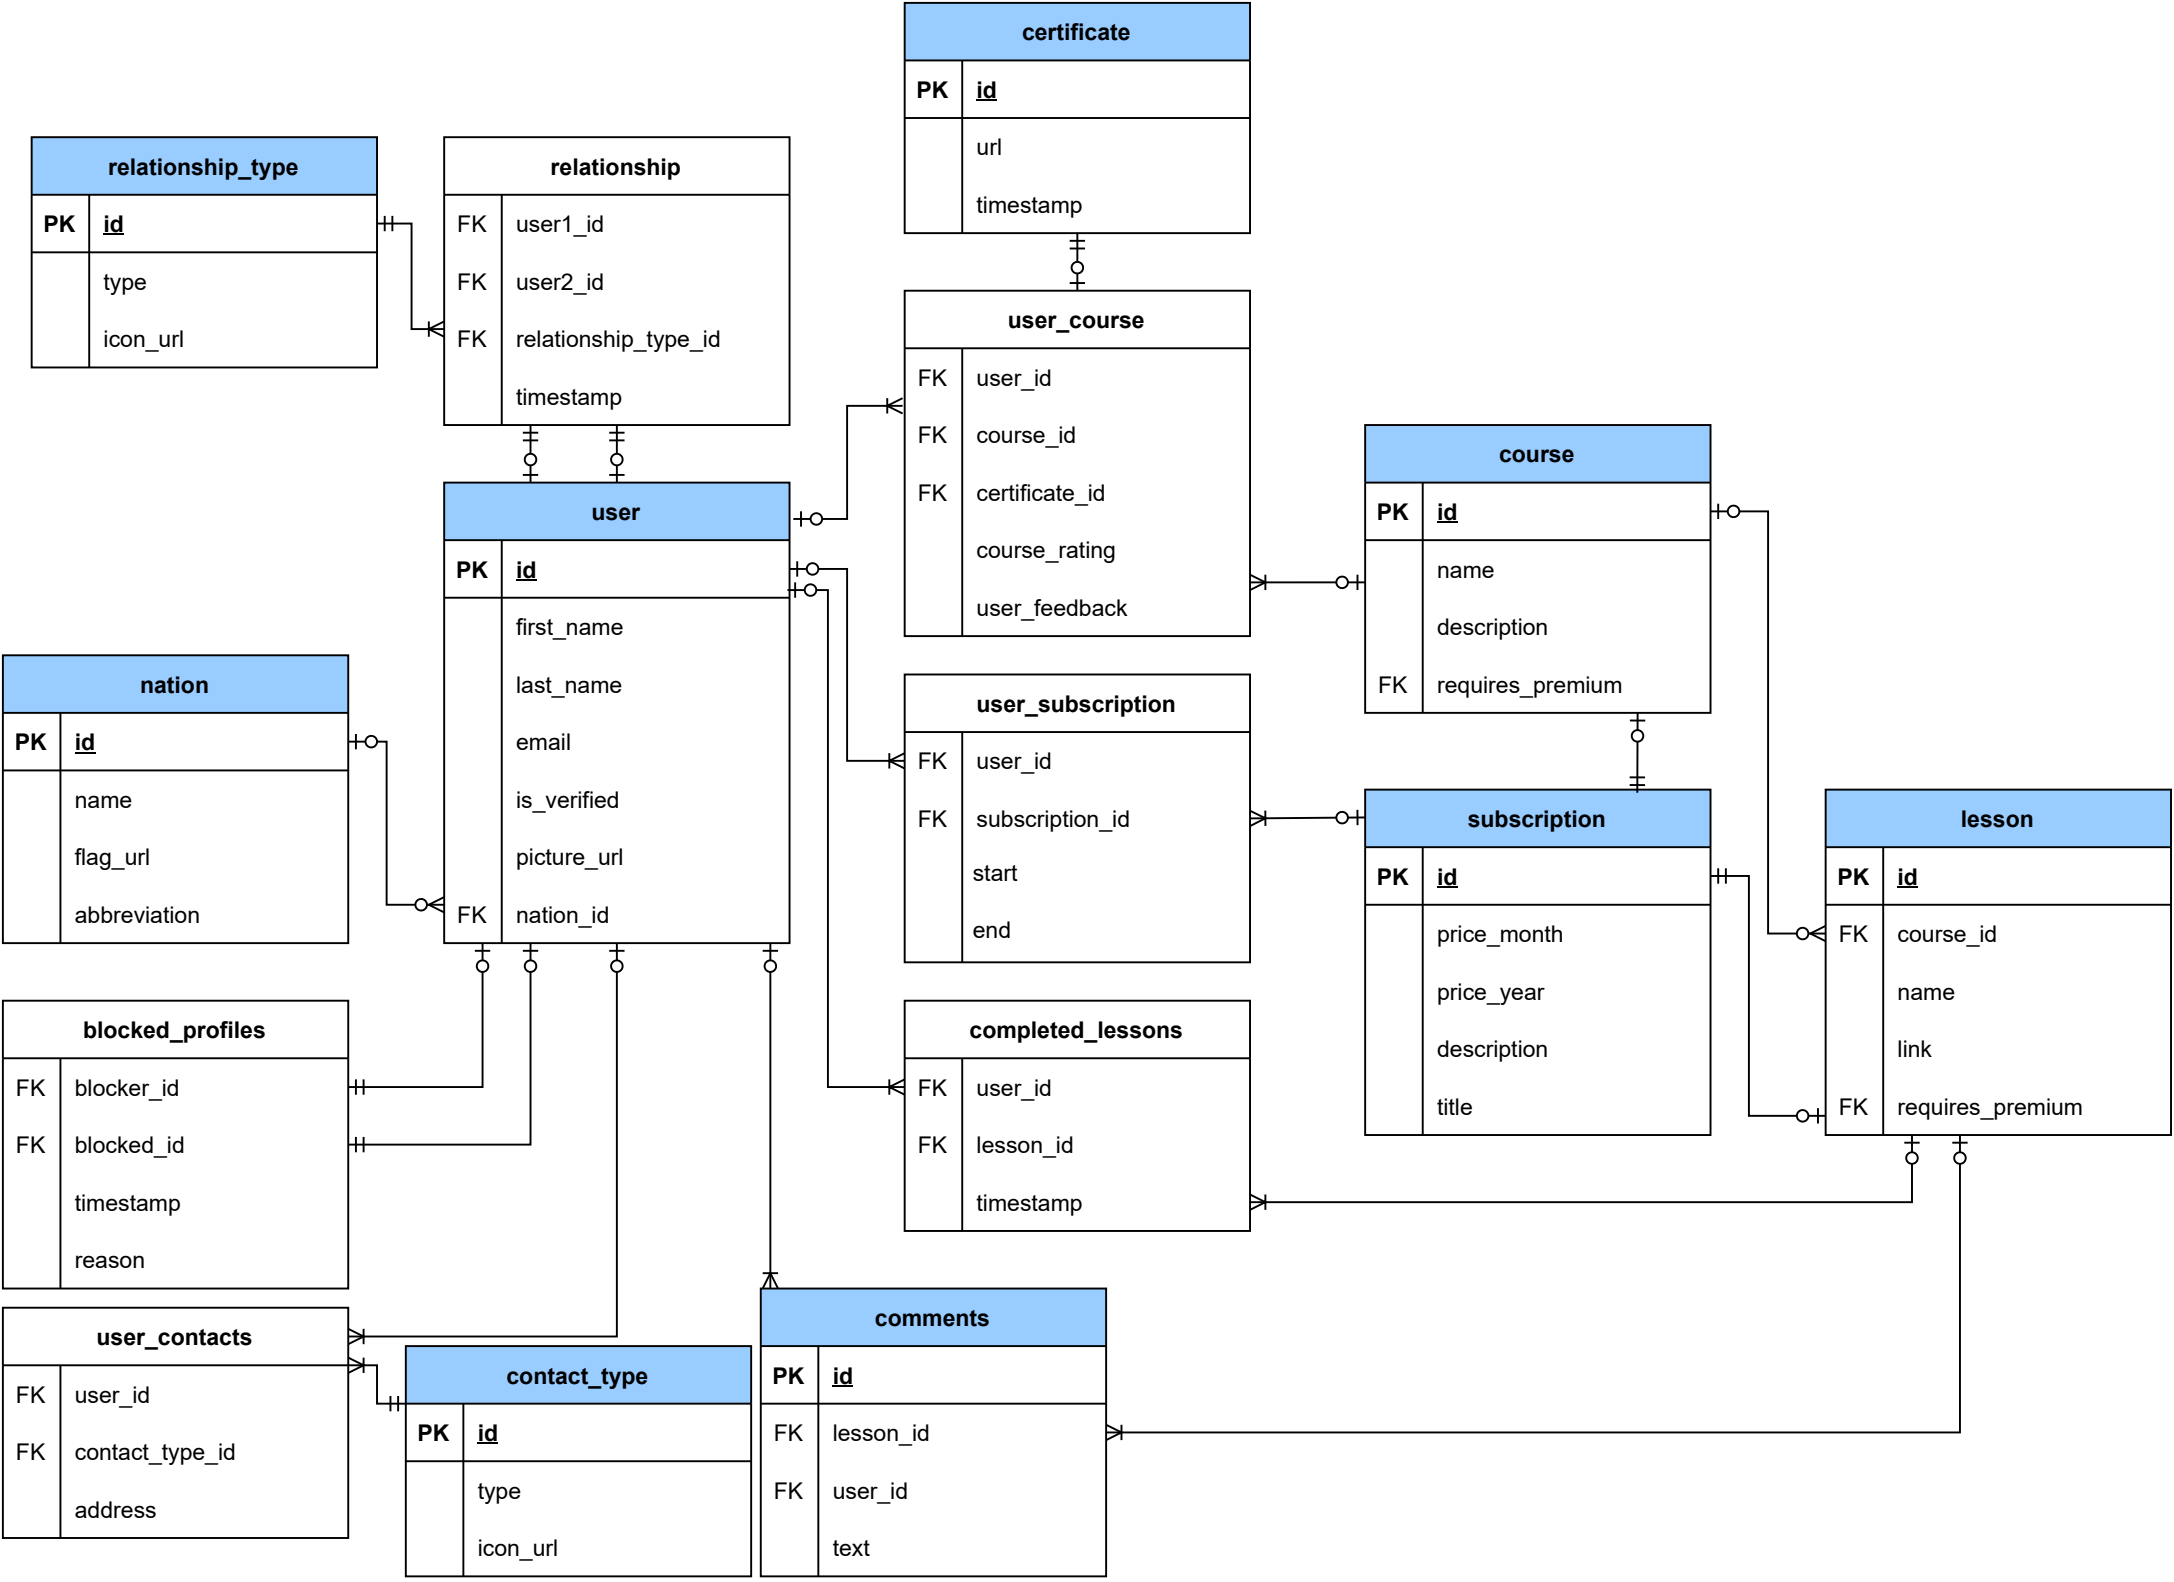 certificate
PK id
url
timestamp
relationship_type
PK id
type
icon_url
relationship
FK user1_id
FK user2_id
FK relationship_type_id
timestamp
user_course
FK user_id
FK course_id
FK certificate_id
course_rating
user_feedback
course
PK id
name
description
FK requires_premium
user
PK id
first_name
last_name
email
is_verified
picture_url
FK nation_id
nation
PK id
name
flag_url
abbreviation
user_subscription
FK user_id
FK subscription_id
start
end
subscription
PK id
price_month
price_year
description
title
lesson
PK id
FK course_id
name
link
FK requires_premium
blocked_profiles
FK blocker_id
FK blocked_id
timestamp
reason
completed_lessons
FK user_id
FK lesson_id
timestamp
user_contacts
FK user_id
FK contact_type_id
address
contact_type
PK id
type
icon_url
comments
PK id
FK lesson_id
FK user_id
text